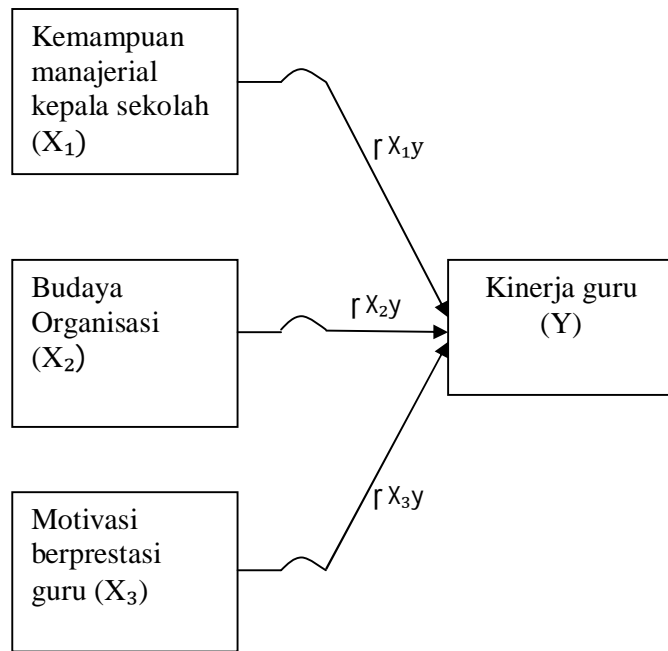 Kemampuan
manajerial
kepala sekolah
(X₁)
ɼ X₁y
Budaya
Organisasi
(X₂)
ɼ X₂y
Kinerja guru
(Y)
ɼ X₃y
Motivasi
berprestasi
guru (X₃)